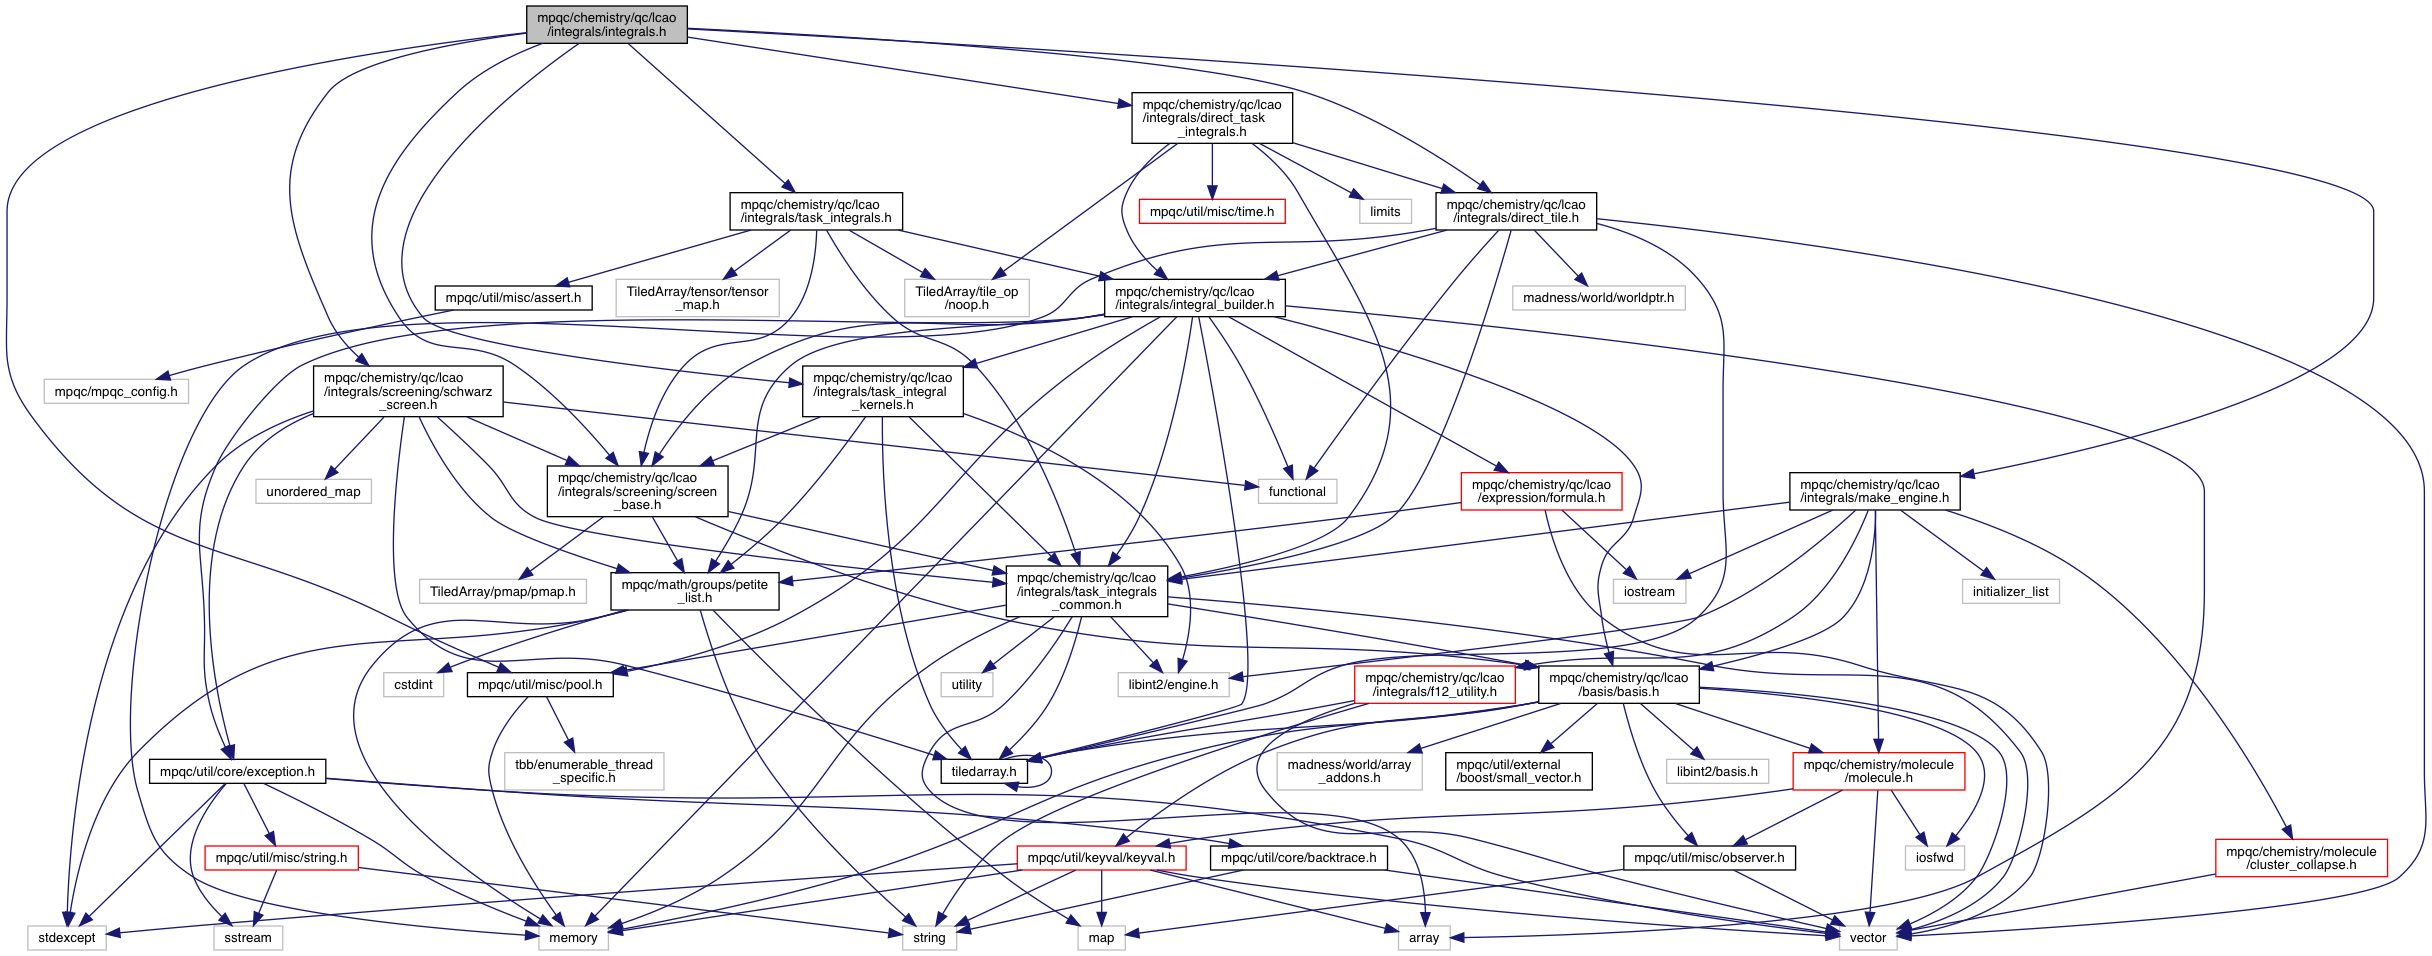 mpqc/chemistry/qc/lcao
/integrals/integrals.h
mpqc/chemistry/qc/lcao
/integrals/direct_task
_integrals.h
mpqc/chemistry/qc/lcao
/integrals/task_integrals.h
mpqc/util/misc/time.h
limits
mpqc/chemistry/qc/lcao
/integrals/direct_tile.h
mpqc/util/misc/assert.h
TiledArray/tensor/tensor
_map.h
TiledArray/tile_op
/noop.h
mpqc/chemistry/qc/lcao
/integrals/integral_builder.h
madness/world/worldptr.h
mpqc/mpqc_config.h
mpqc/chemistry/qc/lcao
/integrals/screening/schwarz
_screen.h
mpqc/chemistry/qc/lcao
/integrals/task_integral
_kernels.h
unordered_map
mpqc/chemistry/qc/lcao
/integrals/screening/screen
_base.h
functional
mpqc/chemistry/qc/lcao
/expression/formula.h
mpqc/chemistry/qc/lcao
/integrals/make_engine.h
TiledArray/pmap/pmap.h
mpqc/math/groups/petite
_list.h
mpqc/chemistry/qc/lcao
/integrals/task_integrals
_common.h
iostream
initializer_list
cstdint
mpqc/util/misc/pool.h
utility
libint2/engine.h
mpqc/chemistry/qc/lcao
/integrals/f12_utility.h
mpqc/chemistry/qc/lcao
/basis/basis.h
mpqc/util/core/exception.h
tbb/enumerable_thread
_specific.h
tiledarray.h
madness/world/array
_addons.h
mpqc/util/external
/boost/small_vector.h
libint2/basis.h
mpqc/chemistry/molecule
/molecule.h
mpqc/util/misc/string.h
mpqc/util/keyval/keyval.h
mpqc/util/core/backtrace.h
mpqc/util/misc/observer.h
iosfwd
mpqc/chemistry/molecule
/cluster_collapse.h
stdexcept
sstream
memory
string
map
array
vector